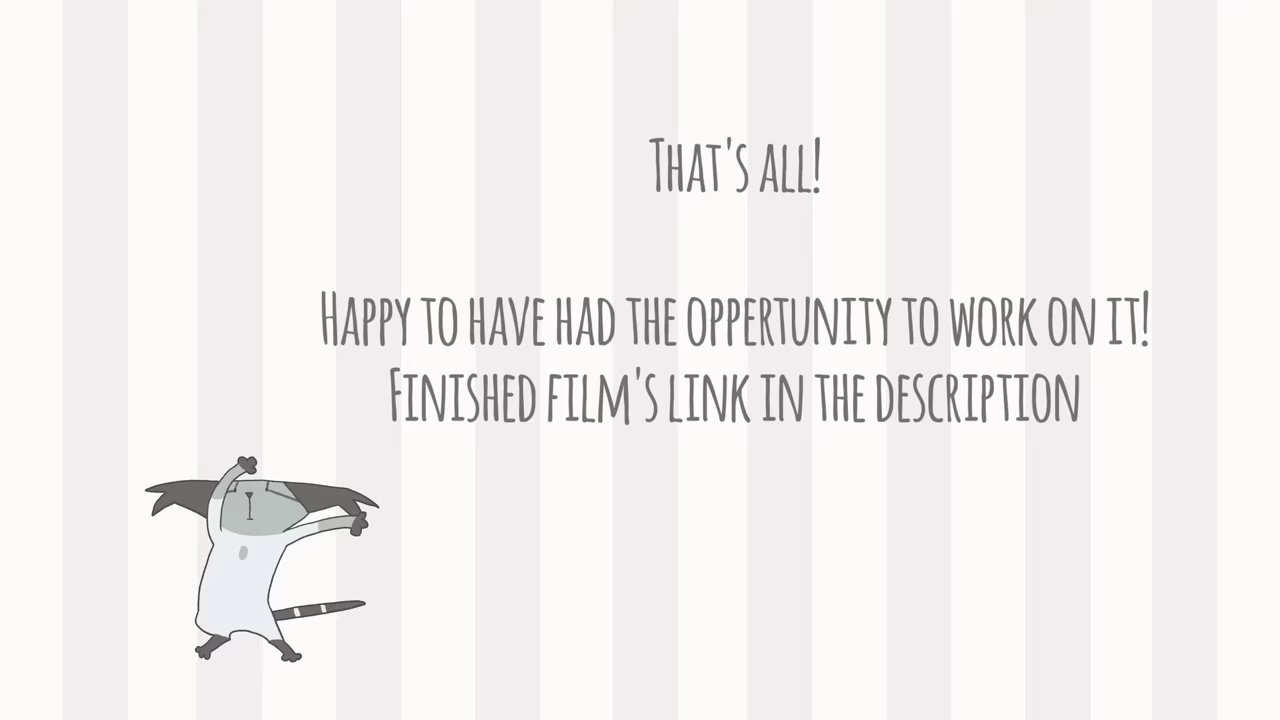 That's all!
Happy to have had the oppertunity to work on it!
Finished film's link in the description